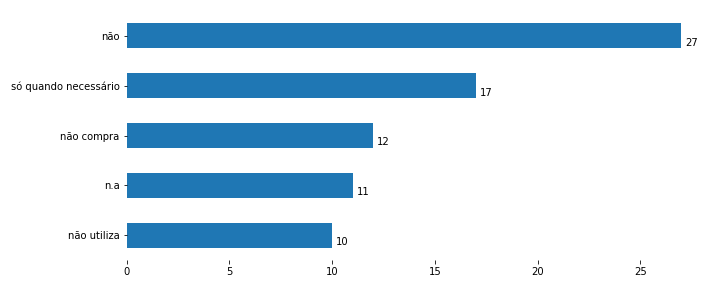 não
27
só quando necessário
17
não compra
12
n.a
11
não utiliza
10
0 5 10 15 20 25